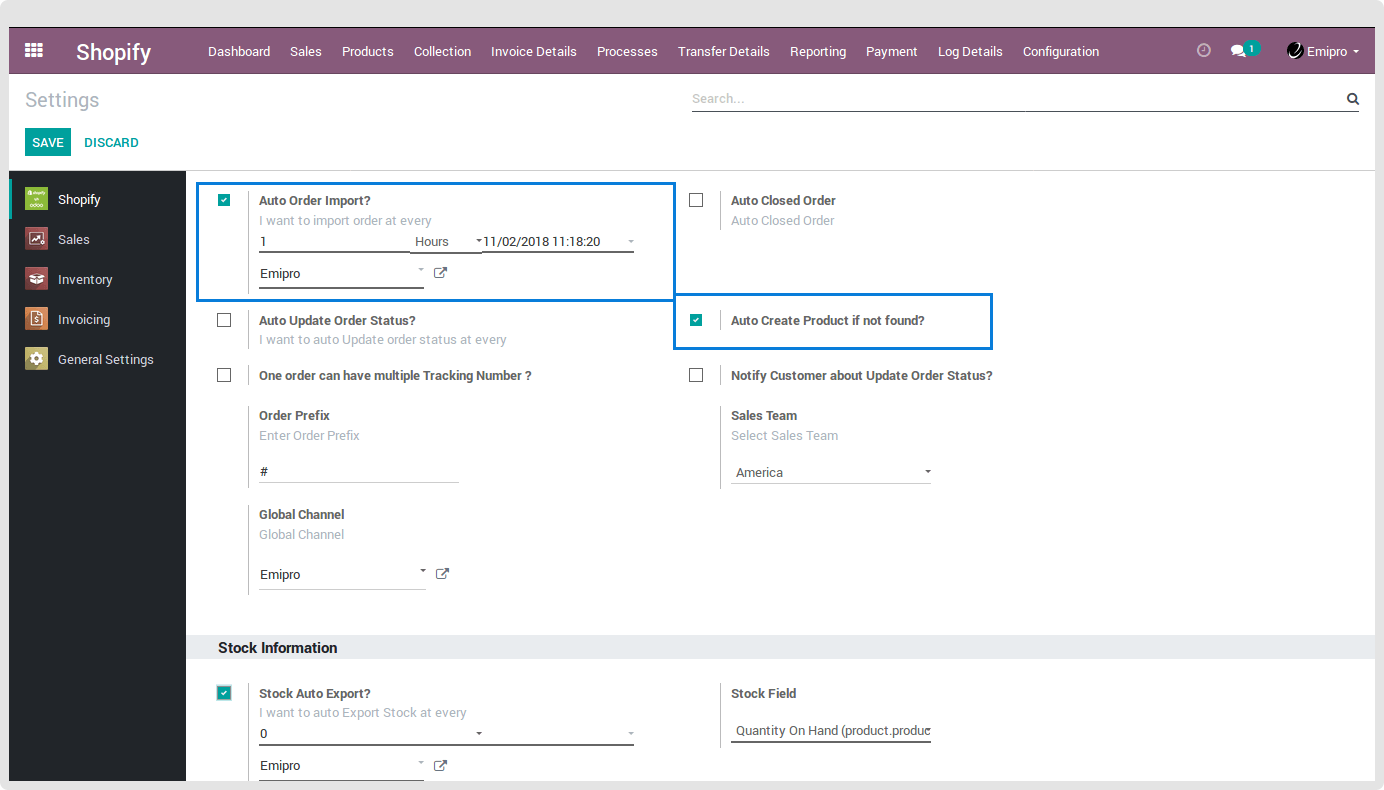 Shopify
Dashboard Sales Products Collection Invoice Details Processes Transfer Details Reporting Payment Log Details Configuration
1
Emipro
Settings
Search...
SAVE DISCARD
Shopify
Sales
Inventory
Invoicing
General Settings
Auto Order Import?
I want to import order at every
1 Hours 11/02/2018 11:18:20
Emipro
Auto Closed Order
Auto Closed Order
Auto Update Order Status?
I want to auto Update order status at every
Auto Create Product if not found?
One order can have multiple Tracking Number ?
Notify Customer about Update Order Status?
Order Prefix
Enter Order Prefix
#
Sales Team
Select Sales Team
America
Global Channel
Global Channel
Emipro
Stock Information
Stock Auto Export?
I want to auto Export Stock at every
0
Emipro
Stock Field
Quantity On Hand (product.produc